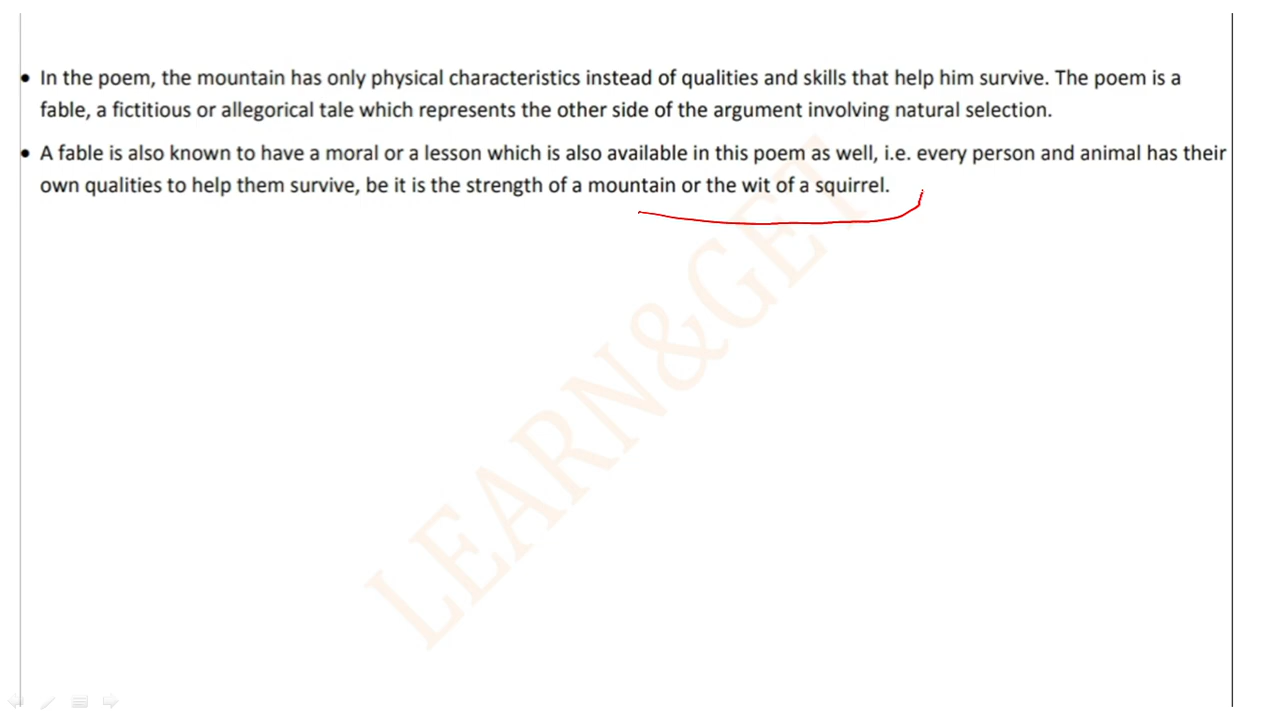 • In the poem, the mountain has only physical characteristics instead of qualities and skills that help him survive. The poem is a
fable, a fictitious or allegorical tale which represents the other side of the argument involving natural selection.
• A fable is also known to have a moral or a lesson which is also available in this poem as well, i.e. every person and animal has their
own qualities to help them survive, be it is the strength of a mountain or the wit of a squirrel.
LEARN&GET